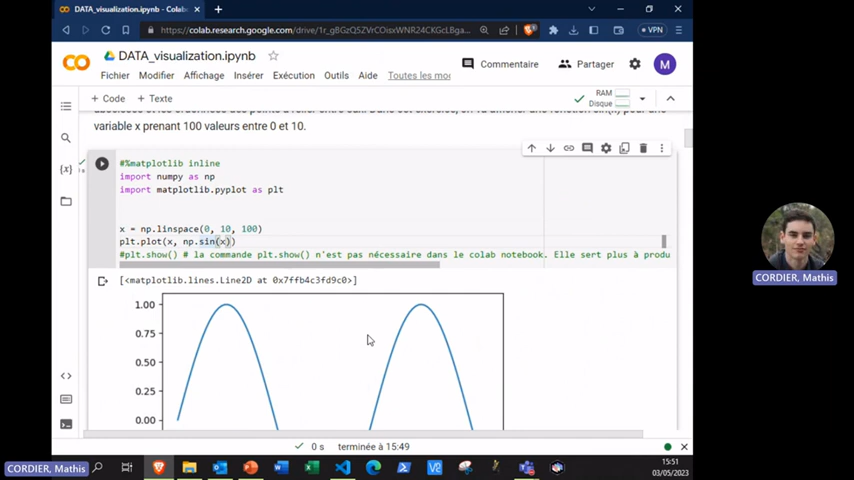 DATA_visualization.ipynb - Colab
https://colab.research.google.com/drive/1r_gBGzQ5ZVrCOisxWNR24CKGcLBga...
VPN
DATA_visualization.ipynb
Commentaire
Partager
M
Fichier Modifier Affichage Insérer Exécution Outils Aide Toutes les mod
+ Code + Texte
RAM
Disque
variable x prenant 100 valeurs entre 0 et 10.
{x}
#%matplotlib inline
import numpy as np
import matplotlib.pyplot as plt
x = np.linspace(0, 10, 100)
plt.plot(x, np.sin(x))
#plt.show() # la commande plt.show() n'est pas nécessaire dans le colab notebook. Elle sert plus à produ
[<matplotlib.lines.Line2D at 0x7ffb4c3fd9c0>]
1.00
0.75
0.50
0.25
0.00
0 s terminée à 15:49
CORDIER, Mathis
CORDIER, Mathis
15:51
03/05/2023